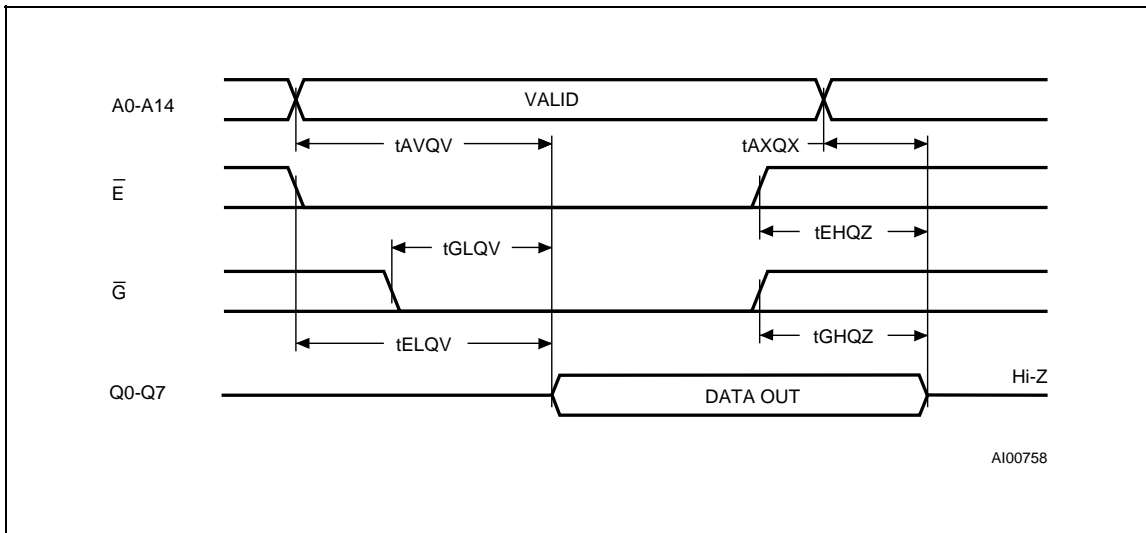 A0-A14
VALID
tAVQV
tAXQX
E̅
tEHQZ
tGLQV
G̅
tGHQZ
tELQV
Q0-Q7
DATA OUT
Hi-Z
AI00758